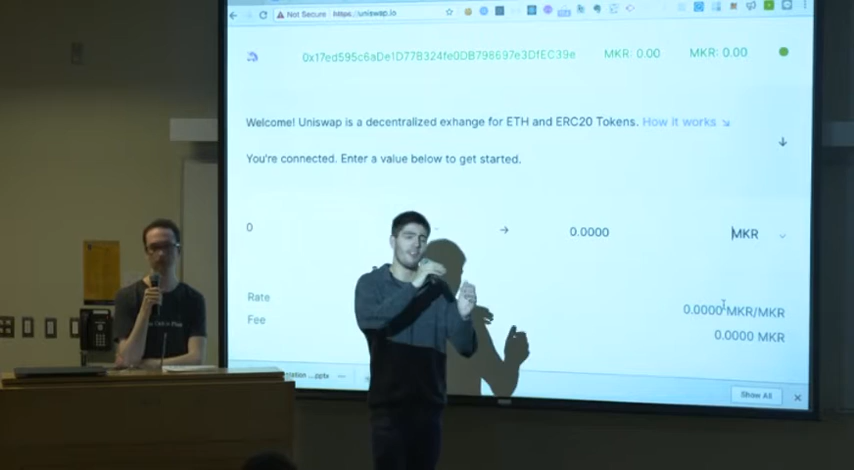 Not Secure | https://uniswap.io
MKR: 0.00 MKR: 0.00
Welcome! Uniswap is a decentralized exhange for ETH and ERC20 Tokens. How it works
You're connected. Enter a value below to get started.
0 → 0.0000 MKR
Rate 0.0000 MKR/MKR
Fee 0.0000 MKR
.pptx
Show All